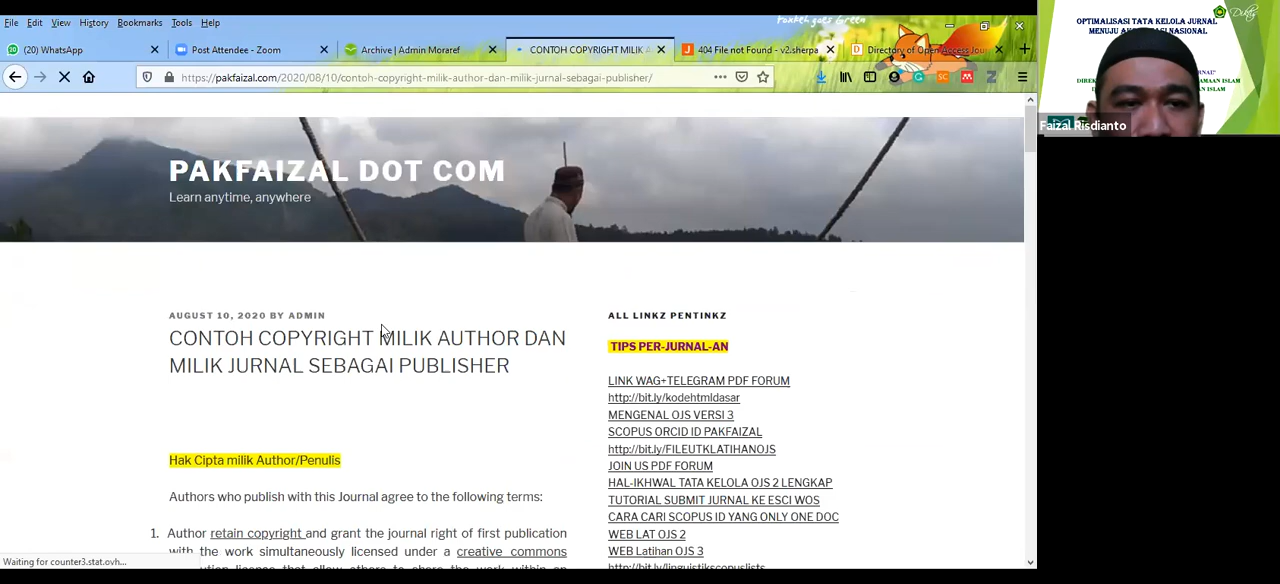 File Edit View History Bookmarks Tools Help
(20) WhatsApp
Post Attendee - Zoom
Archive | Admin Moraref
CONTOH COPYRIGHT MILIK A
404 File not Found - v2.sherpa
Directory of Open Access Jour
https://pakfaizal.com/2020/08/10/contoh-copyright-milik-author-dan-milik-jurnal-sebagai-publisher/
PAKFAIZAL DOT COM
Learn anytime, anywhere
AUGUST 10, 2020 BY ADMIN
CONTOH COPYRIGHT MILIK AUTHOR DAN
MILIK JURNAL SEBAGAI PUBLISHER
Hak Cipta milik Author/Penulis
Authors who publish with this Journal agree to the following terms:
1. Author retain copyright and grant the journal right of first publication
with the work simultaneously licensed under a creative commons
ALL LINKZ PENTINKZ
TIPS PER-JURNAL-AN
LINK WAG+TELEGRAM PDF FORUM
http://bit.ly/kodehtmldasar
MENGENAL OJS VERSI 3
SCOPUS ORCID ID PAKFAIZAL
http://bit.ly/FILEUTKLATIHANOJS
JOIN US PDF FORUM
HAL-IKHWAL TATA KELOLA OJS 2 LENGKAP
TUTORIAL SUBMIT JURNAL KE ESCI WOS
CARA CARI SCOPUS ID YANG ONLY ONE DOC
WEB LAT OJS 2
WEB Latihan OJS 3
http://bit.ly/linguistikscopuslists
Waiting for counter3.stat.ovh...
Diktis
OPTIMALISASI TATA KELOLA JURNAL
MENUJU AK NASIONAL
Faizal Risdianto